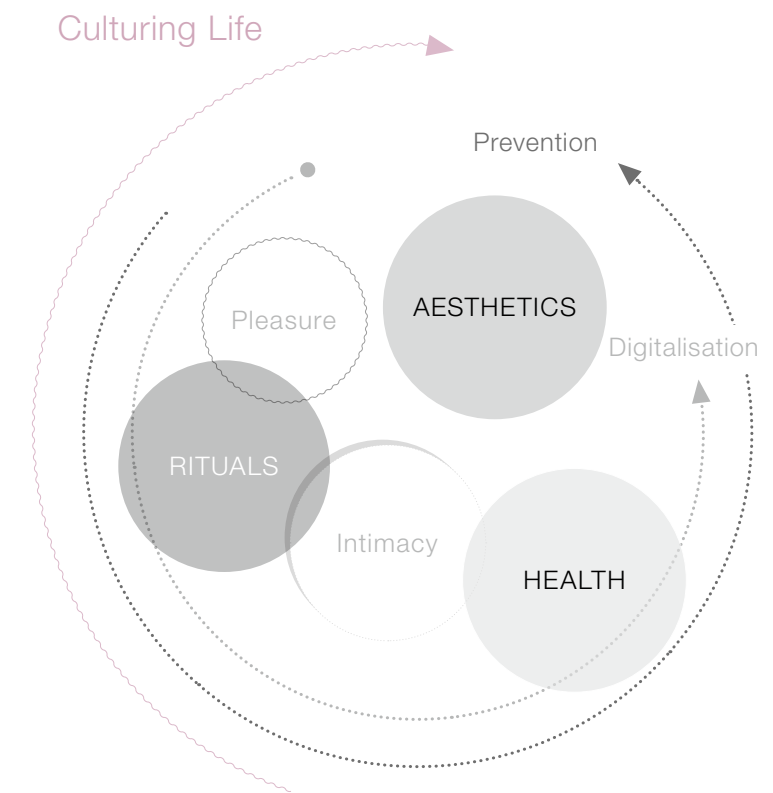 Culturing Life
Prevention
AESTHETICS
Pleasure
Digitalisation
RITUALS
Intimacy
HEALTH